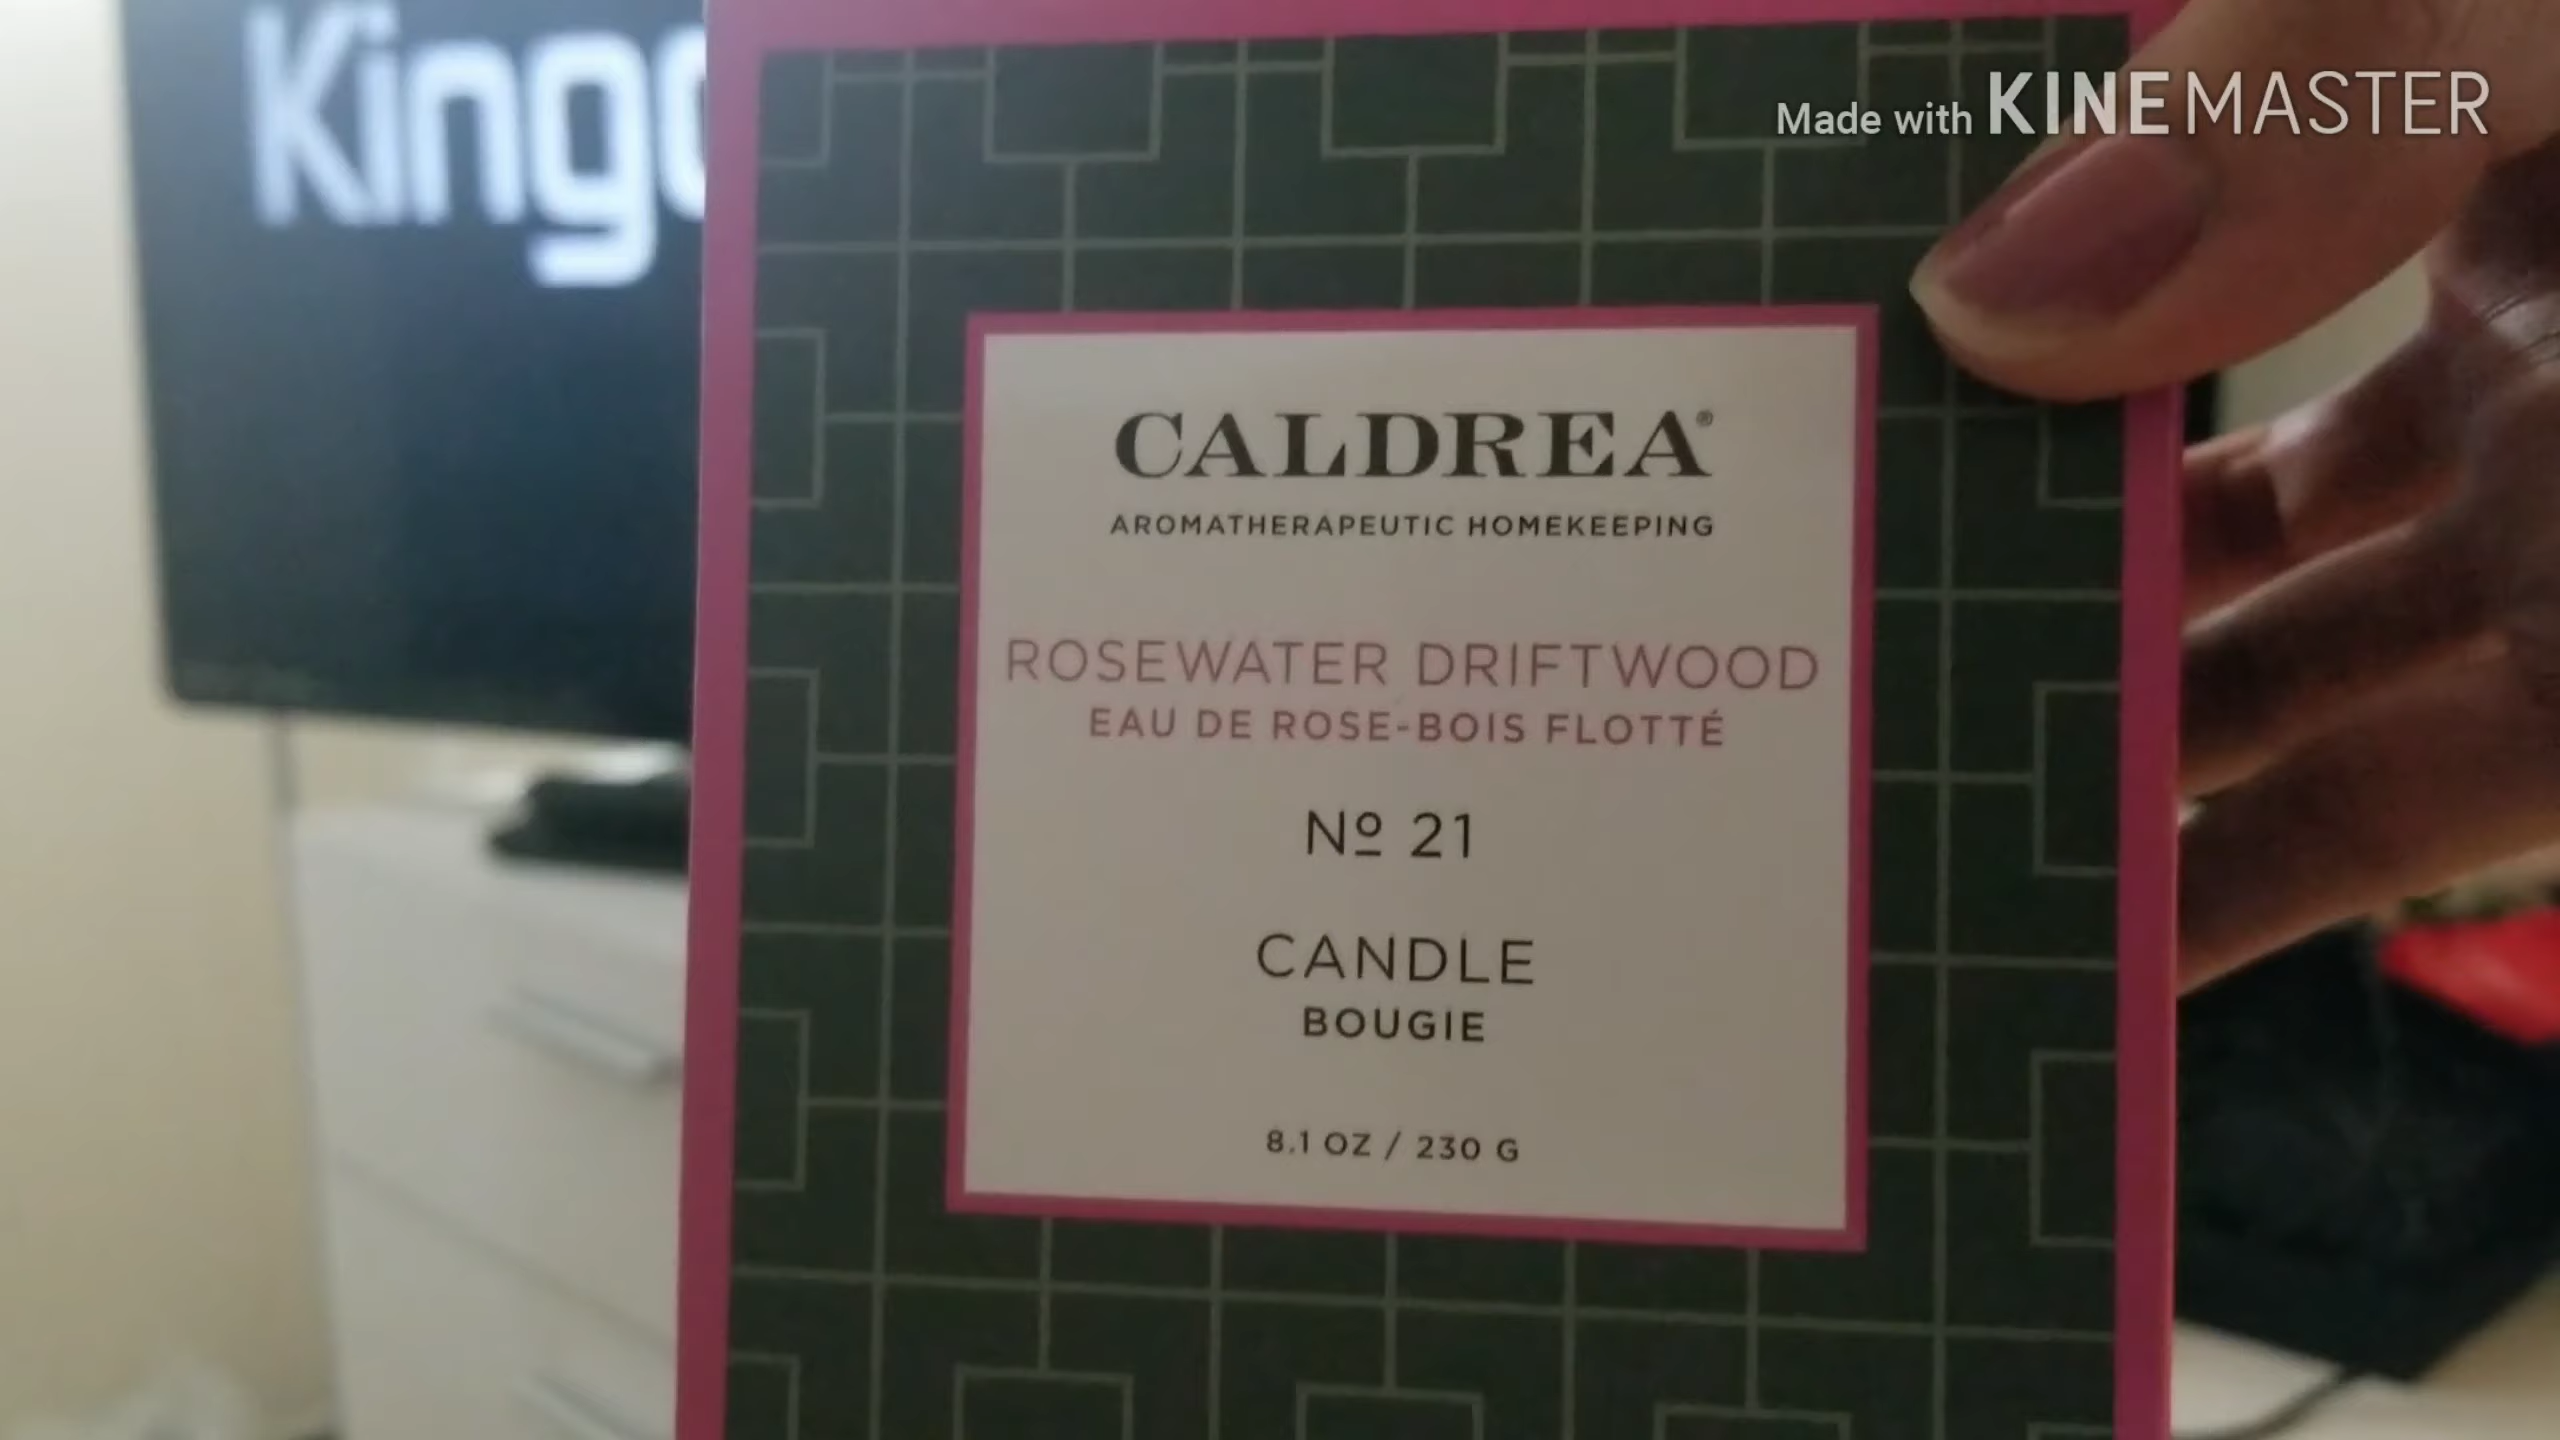 Made with KINEMASTER
CALDREA®
AROMATHERAPEUTIC HOMEKEEPING
ROSEWATER DRIFTWOOD
EAU DE ROSE-BOIS FLOTTÉ
Nº 21
CANDLE
BOUGIE
8.1 OZ / 230 G